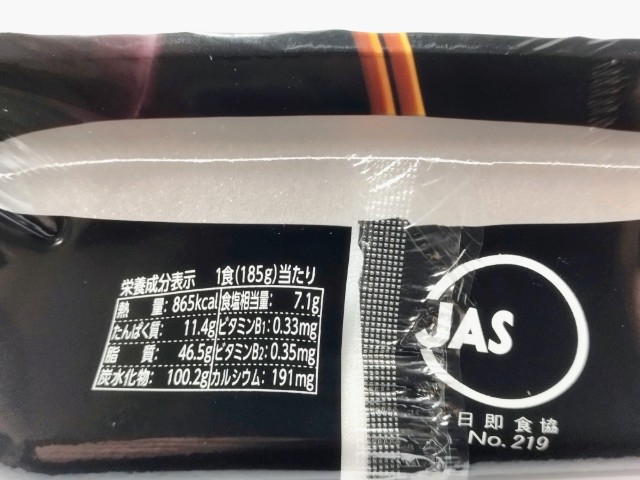 栄養成分表示 1食(185g)当たり
熱量: 865kcal 食塩相当量: 7.1g
たんぱく質: 11.4g ビタミンB1: 0.33mg
脂質: 46.5g ビタミンB2: 0.35mg
炭水化物: 100.2g カルシウム: 191mg
JAS
日即食協
No. 219